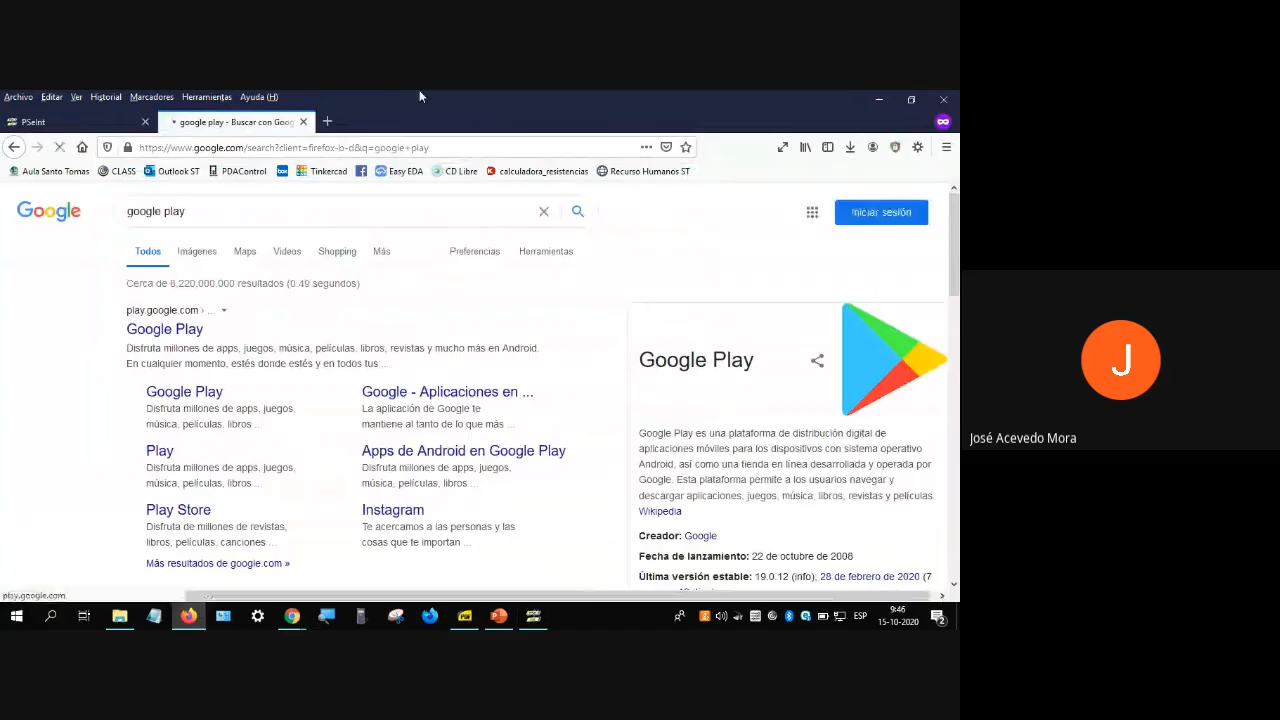 Archivo Editar Ver Historial Marcadores Herramientas Ayuda (H)
PSeInt
google play - Buscar con Goog
https://www.google.com/search?client=firefox-b-d&q=google+play
Aula Santo Tomas CLASS Outlook ST PDAControl box Tinkercad Easy EDA CD Libre calculadora_resistencias Recurso Humanos ST
Google
google play
Iniciar sesión
Todos Imágenes Maps Videos Shopping Más Preferencias Herramientas
Cerca de 6,220,000,000 resultados (0.49 segundos)
play.google.com › ...
Google Play
Disfruta millones de apps, juegos, música, películas, libros, revistas y mucho más en Android.
En cualquier momento, estés donde estés y en todos tus ...
Google Play
Disfruta millones de apps, juegos,
música, películas, libros ...
Google - Aplicaciones en ...
La aplicación de Google te
mantiene al tanto de lo que más ...
Play
Disfruta millones de apps, juegos,
música, películas, libros ...
Apps de Android en Google Play
Disfruta millones de apps, juegos,
música, películas, libros ...
Play Store
Disfruta de millones de revistas,
libros, películas, canciones ...
Instagram
Te acercamos a las personas y las
cosas que te importan ...
Más resultados de google.com »
Google Play
Google Play es una plataforma de distribución digital de
aplicaciones móviles para los dispositivos con sistema operativo
Android, así como una tienda en línea desarrollada y operada por
Google. Esta plataforma permite a los usuarios navegar y
descargar aplicaciones, juegos, música, libros, revistas y películas.
Wikipedia
Creador: Google
Fecha de lanzamiento: 22 de octubre de 2008
Última versión estable: 19.0.12 (info); 28 de febrero de 2020 (7
play.google.com
ESP
9:46
15-10-2020
2
J
José Acevedo Mora